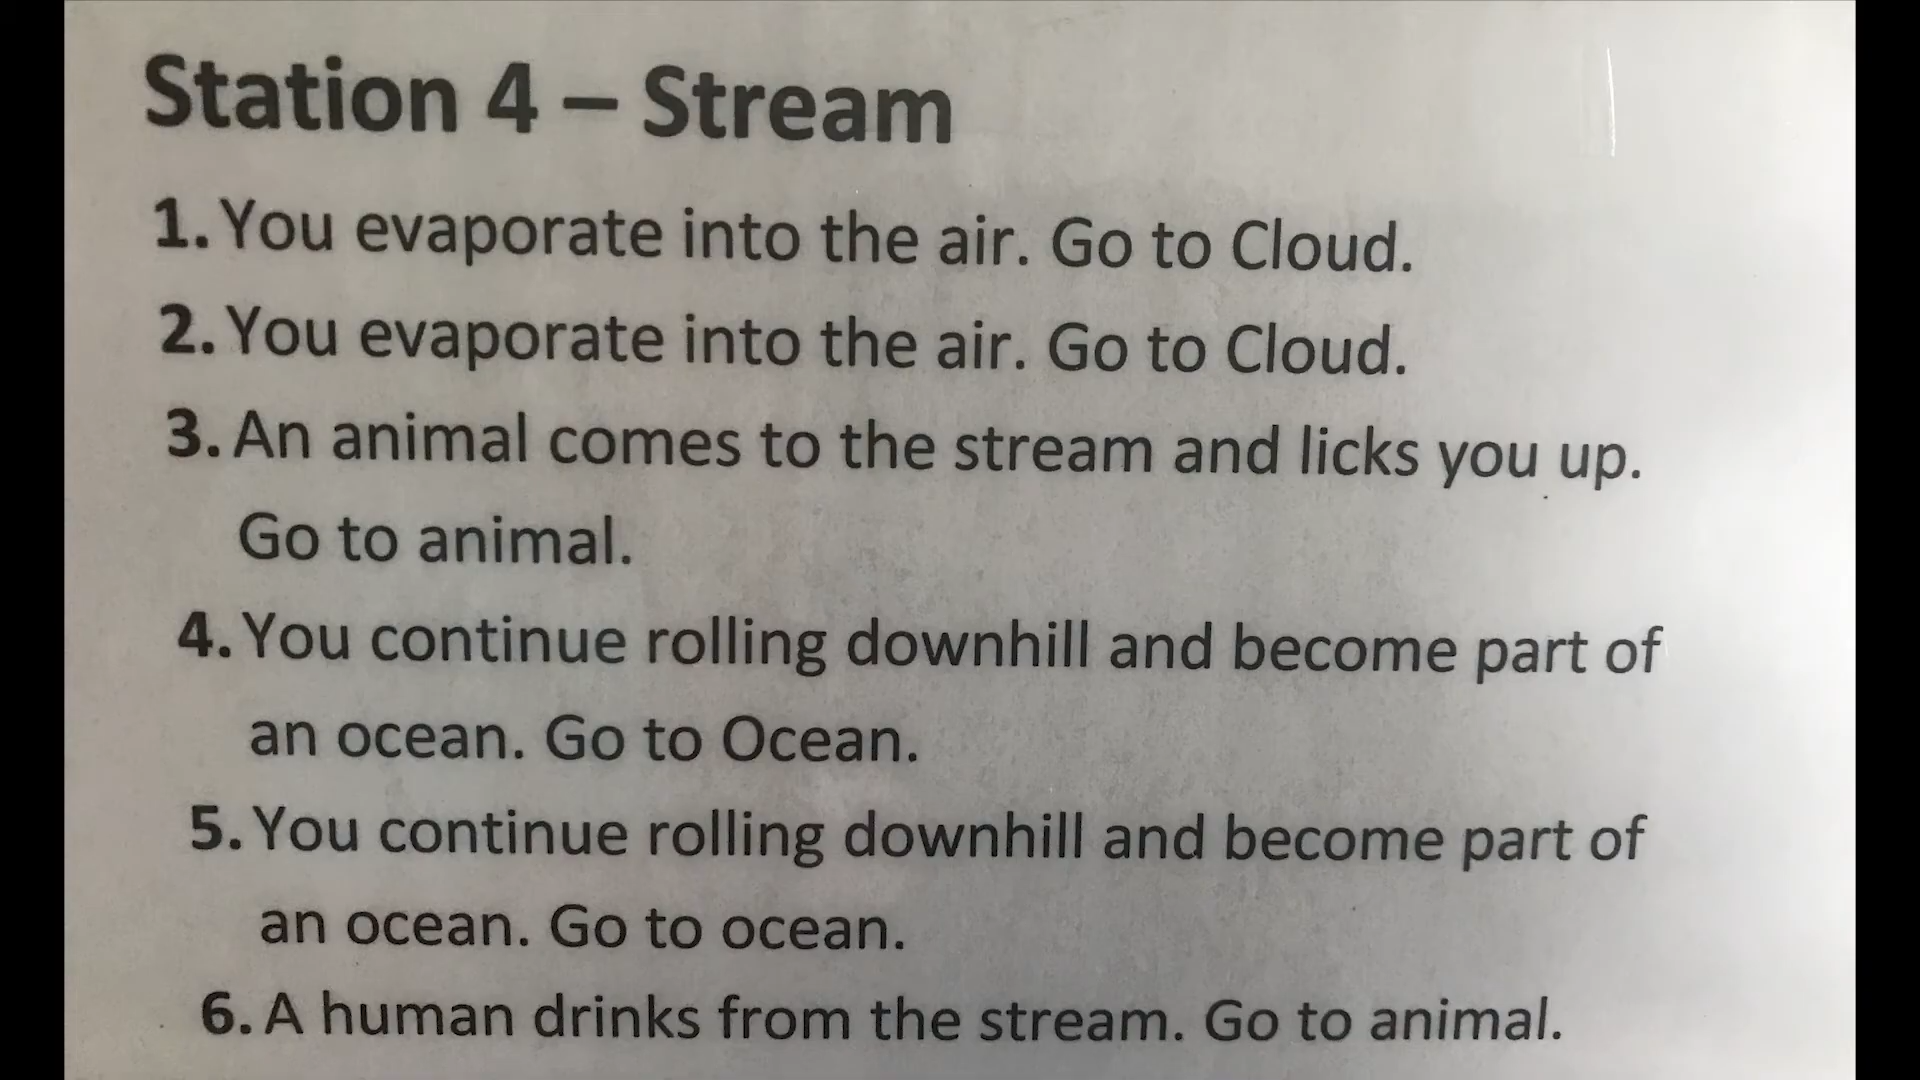 Station 4 – Stream
1. You evaporate into the air. Go to Cloud.
2. You evaporate into the air. Go to Cloud.
3. An animal comes to the stream and licks you up.
Go to animal.
4. You continue rolling downhill and become part of
an ocean. Go to Ocean.
5. You continue rolling downhill and become part of
an ocean. Go to ocean.
6. A human drinks from the stream. Go to animal.